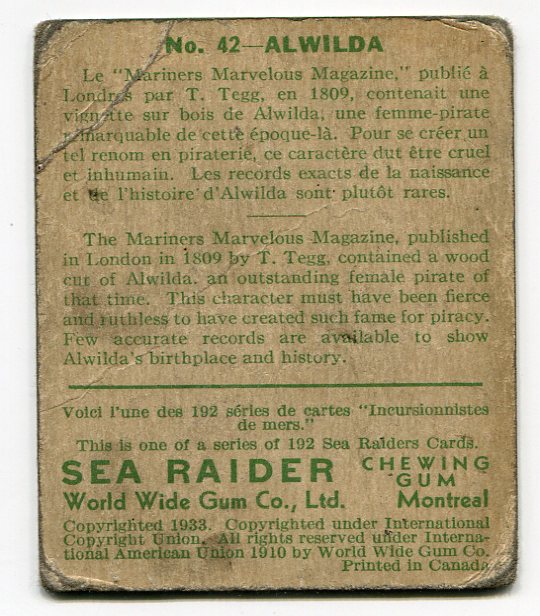 No. 42—ALWILDA
Le "Mariners Marvelous Magazine," publié à
Londres par T. Tegg, en 1809, contenait une
vignette sur bois de Alwilda, une femme-pirate
remarquable de cette époque-là. Pour se créer un
tel renom en piraterie, ce caractère dut être cruel
et inhumain. Les records exacts de la naissance
et de l'histoire d'Alwilda sont plutôt rares.
The Mariners Marvelous Magazine, published
in London in 1809 by T. Tegg, contained a wood
cut of Alwilda, an outstanding female pirate of
that time. This character must have been fierce
and ruthless to have created such fame for piracy.
Few accurate records are available to show
Alwilda's birthplace and history.
Voici l'une des 192 séries de cartes "Incursionnistes
de mers."
This is one of a series of 192 Sea Raiders Cards.
SEA RAIDER CHEWING GUM
World Wide Gum Co., Ltd. Montreal
Copyrighted 1933. Copyrighted under International
Copyright Union. All rights reserved under Interna-
tional American Union 1910 by World Wide Gum Co.
Printed in Canada